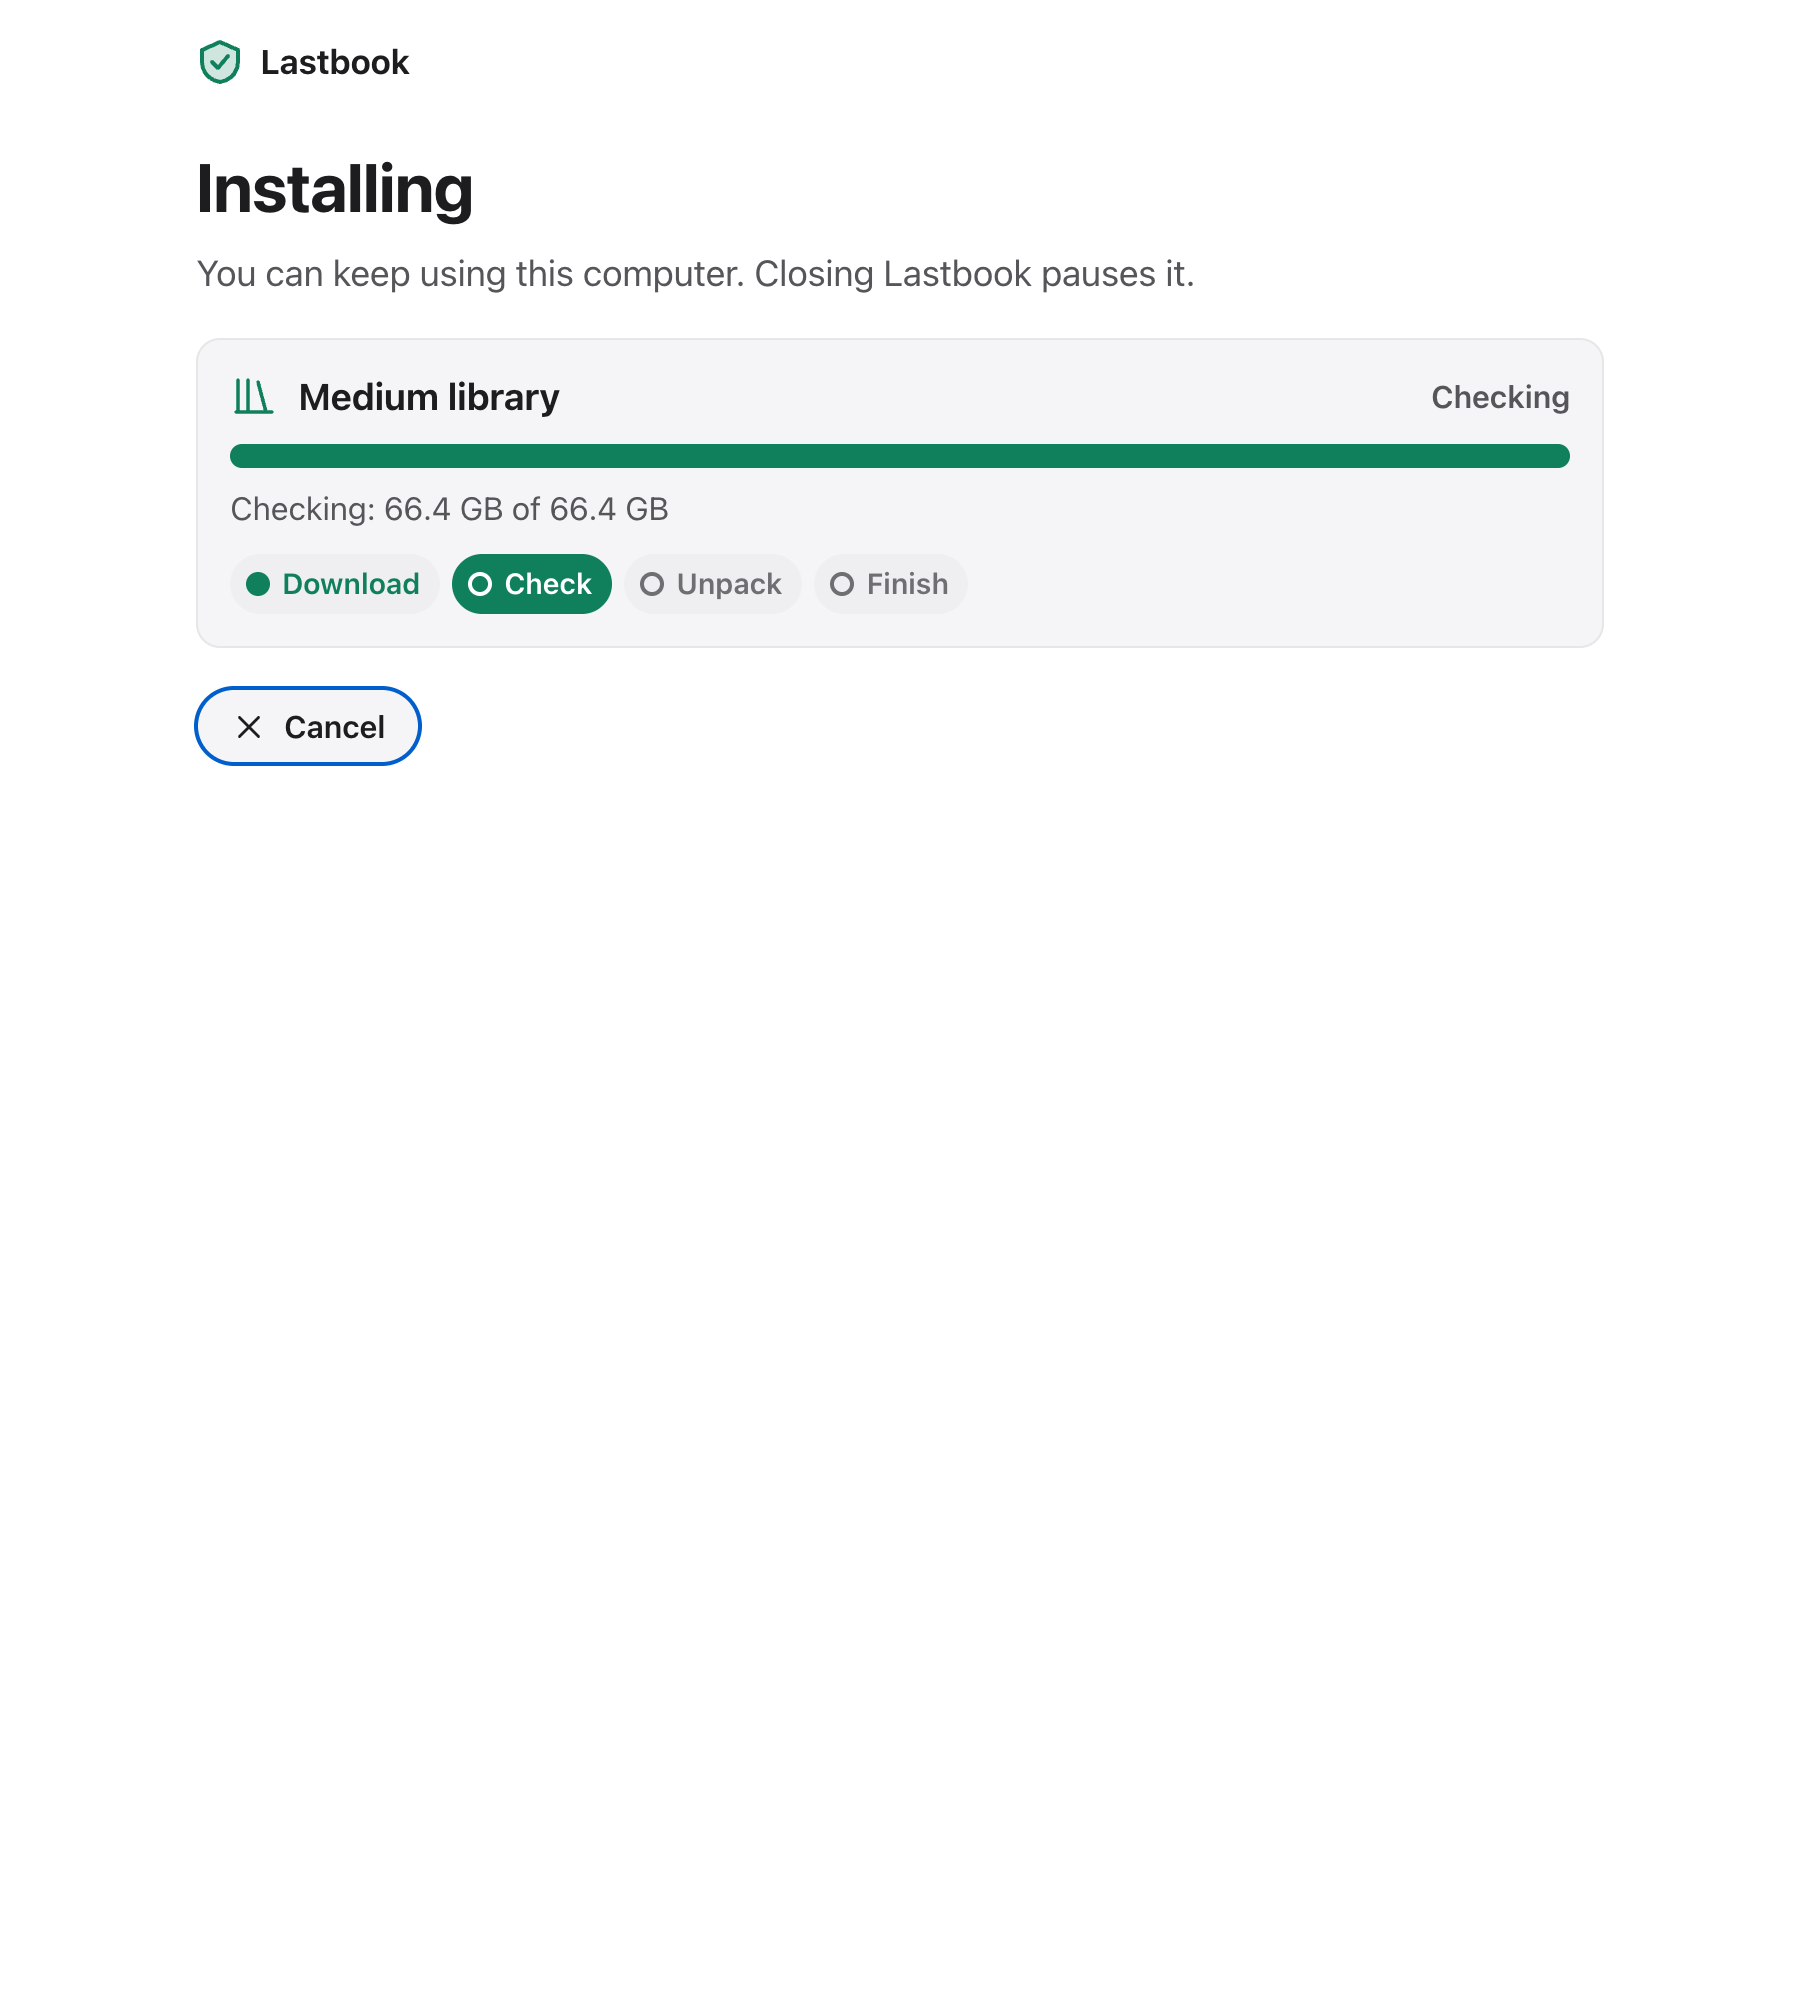 Lastbook
Installing
You can keep using this computer. Closing Lastbook pauses it.
Medium library
Checking
Checking: 66.4 GB of 66.4 GB
Download
Check
Unpack
Finish
Cancel